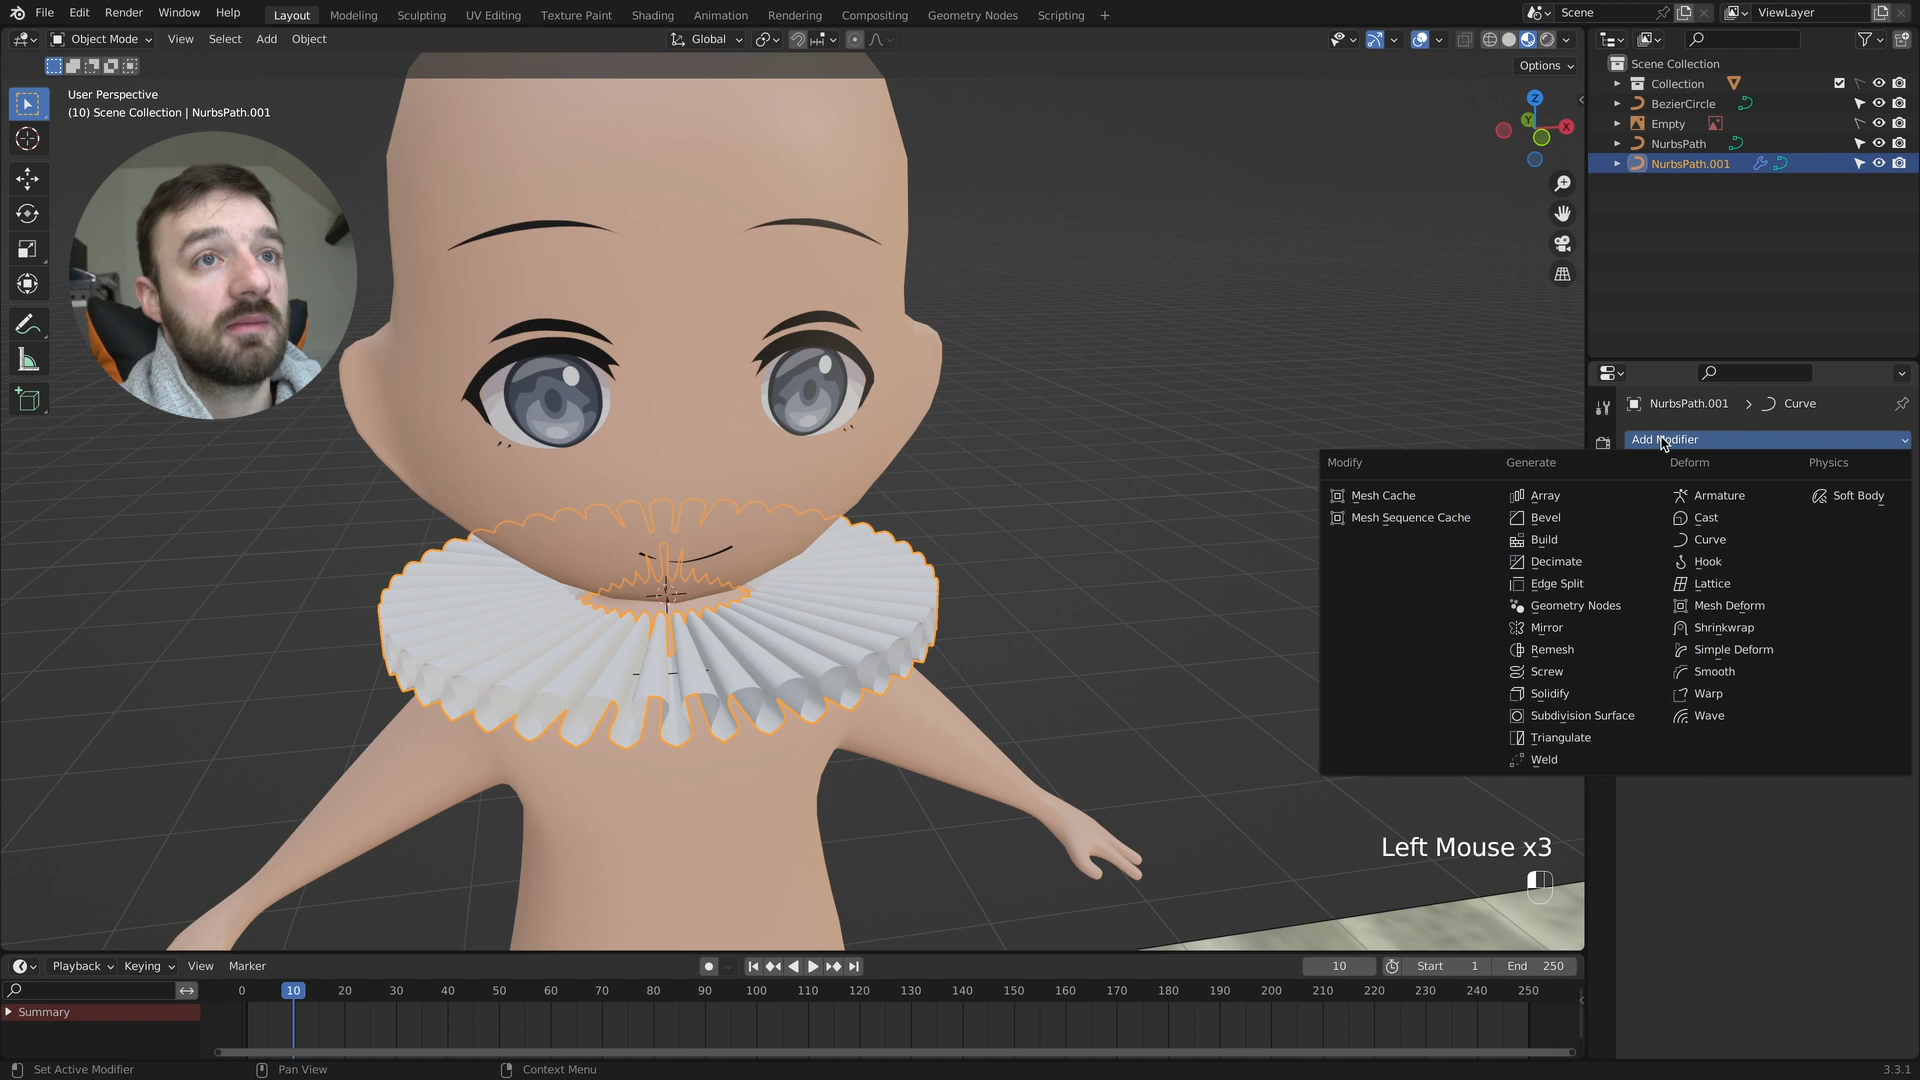 File Edit Render Window Help Layout Modeling Sculpting UV Editing Texture Paint Shading Animation Rendering Compositing Geometry Nodes Scripting + Scene ViewLayer
Object Mode View Select Add Object Global
Options
User Perspective
(10) Scene Collection | NurbsPath.001
Z
Y
X
Scene Collection
Collection
BezierCircle
Empty
NurbsPath
NurbsPath.001
NurbsPath.001 > Curve
Add Modifier
Modify
Mesh Cache
Mesh Sequence Cache
Generate
Array
Bevel
Build
Decimate
Edge Split
Geometry Nodes
Mirror
Remesh
Screw
Solidify
Subdivision Surface
Triangulate
Weld
Deform
Armature
Cast
Curve
Hook
Lattice
Mesh Deform
Shrinkwrap
Simple Deform
Smooth
Warp
Wave
Physics
Soft Body
Left Mouse x3
Playback Keying View Marker 10 Start 1 End 250
0 10 20 30 40 50 60 70 80 90 100 110 120 130 140 150 160 170 180 190 200 210 220 230 240 250
Summary
Set Active Modifier Pan View Context Menu 3.3.1